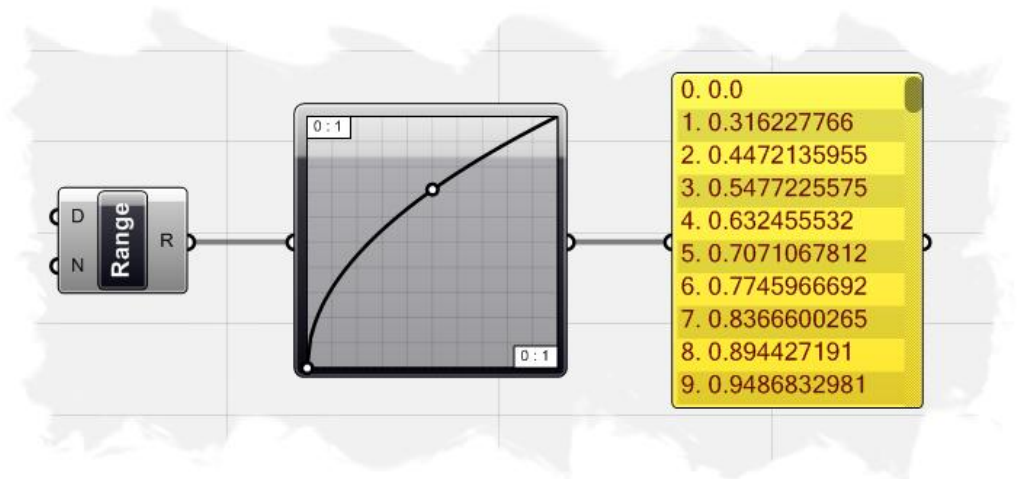 D
N
Range
R
0 : 1
0 : 1
0. 0.0
1. 0.316227766
2. 0.4472135955
3. 0.5477225575
4. 0.632455532
5. 0.7071067812
6. 0.7745966692
7. 0.8366600265
8. 0.894427191
9. 0.9486832981